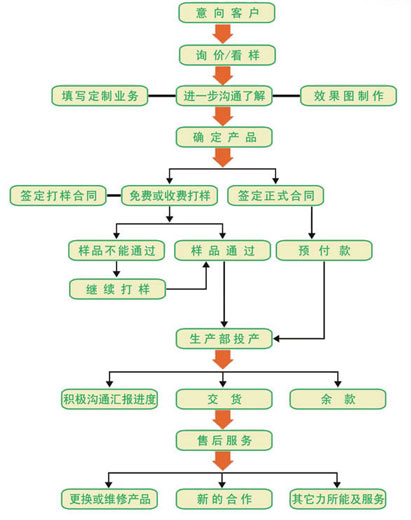 意向客户
询价/看样
填写定制业务
进一步沟通了解
效果图制作
确定产品
签定打样合同
免费或收费打样
签定正式合同
样品不能通过
样品通过
预付款
继续打样
生产部投产
积极沟通汇报进度
交货
余款
售后服务
更换或维修产品
新的合作
其它力所能及服务